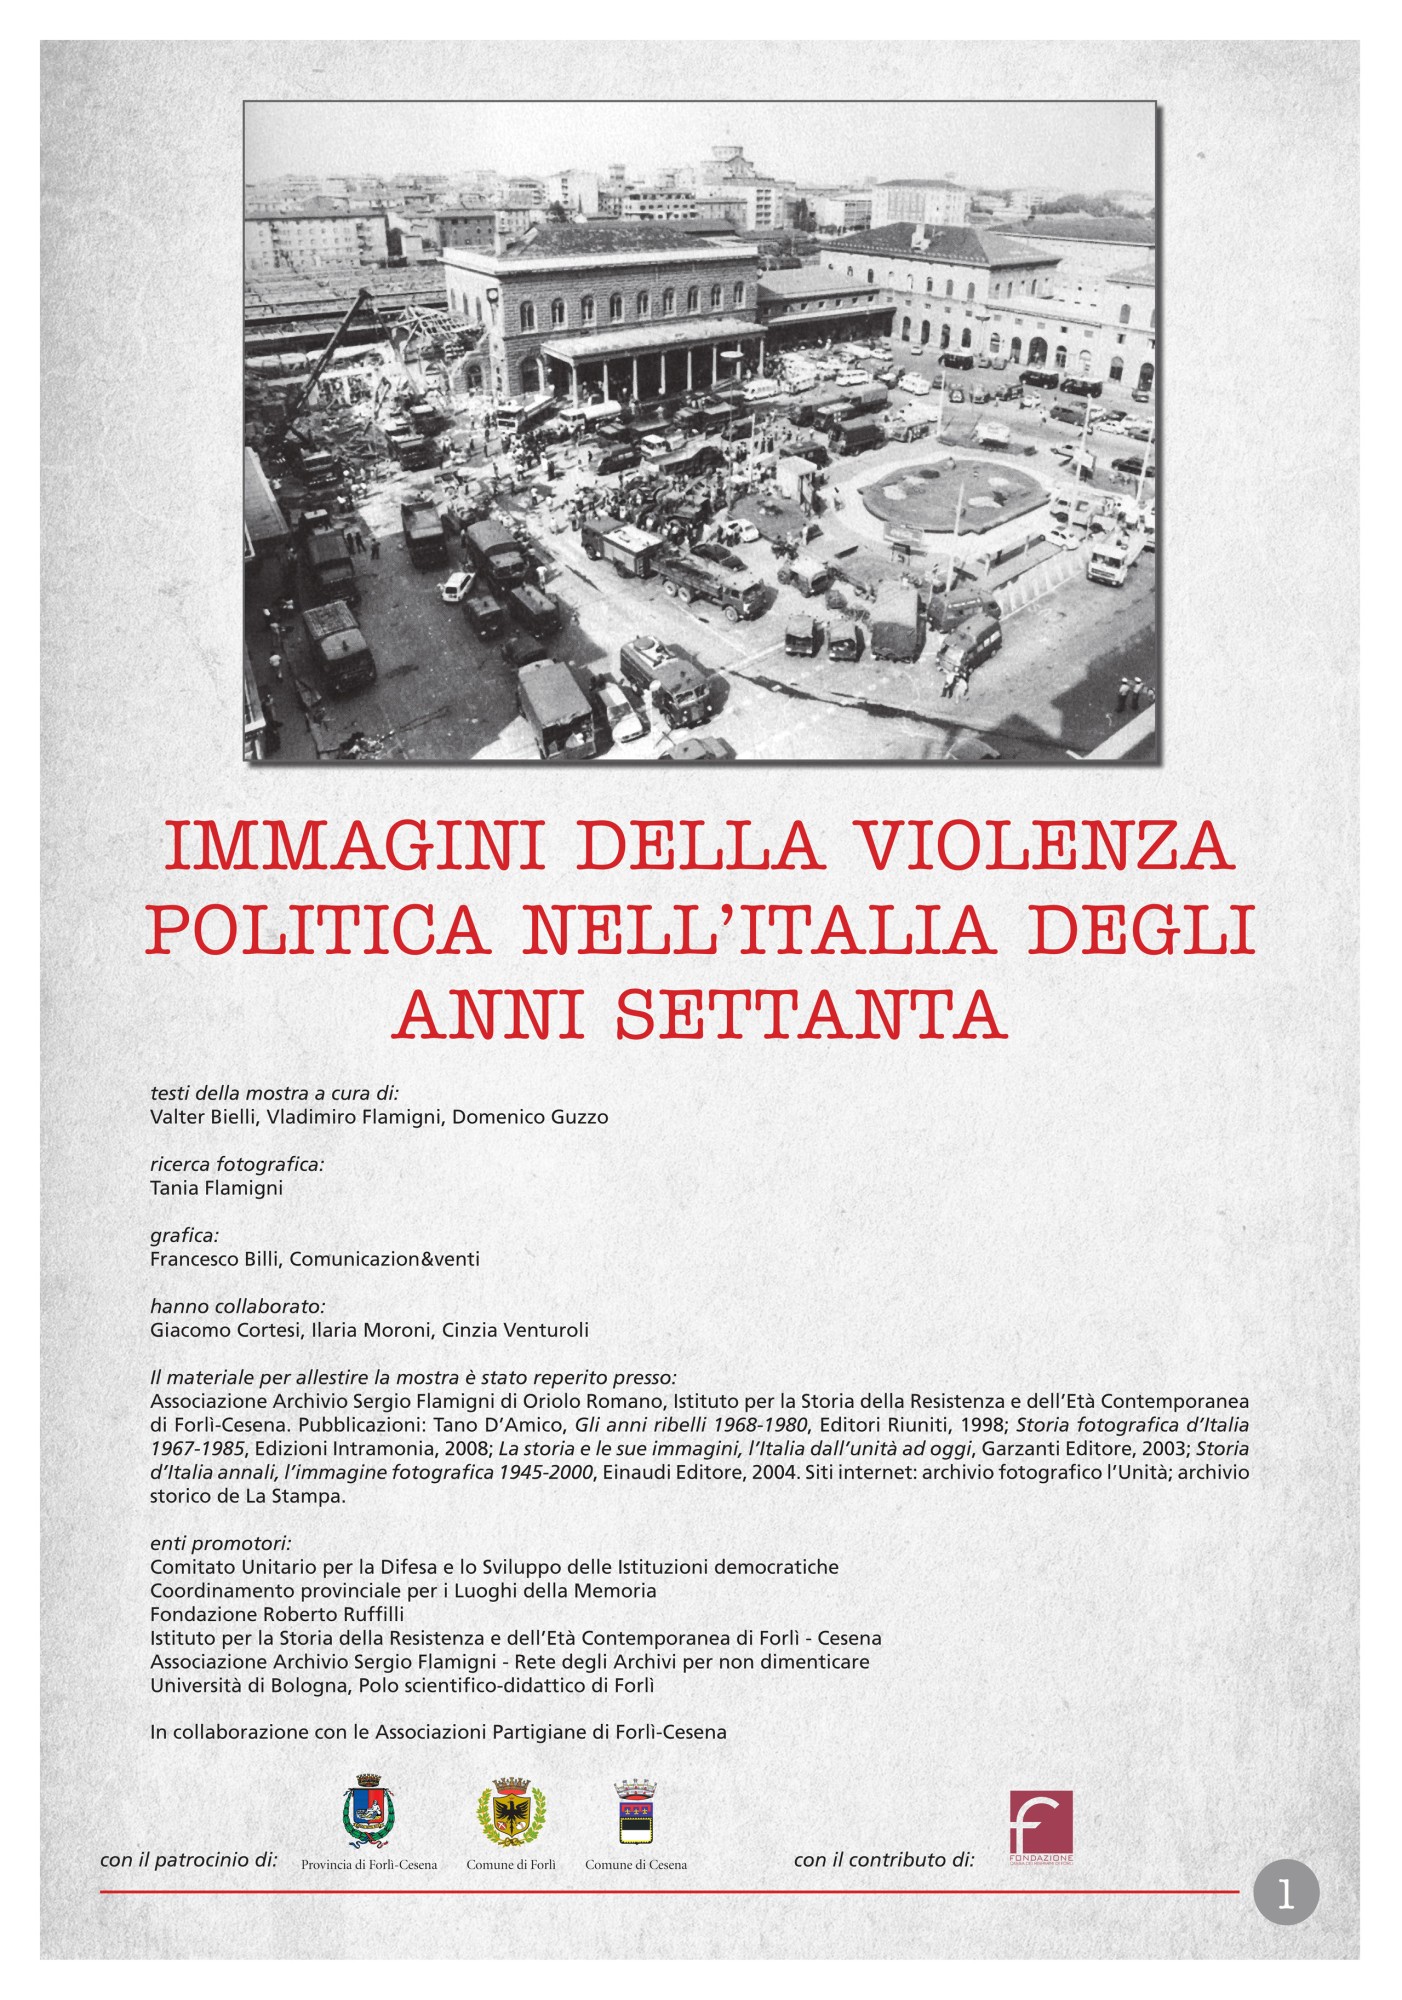 IMMAGINI DELLA VIOLENZA
POLITICA NELL'ITALIA DEGLI
ANNI SETTANTA
testi della mostra a cura di:
Valter Bielli, Vladimiro Flamigni, Domenico Guzzo
ricerca fotografica:
Tania Flamigni
grafica:
Francesco Billi, Comunicazion&venti
hanno collaborato:
Giacomo Cortesi, Ilaria Moroni, Cinzia Venturoli
Il materiale per allestire la mostra è stato reperito presso:
Associazione Archivio Sergio Flamigni di Oriolo Romano, Istituto per la Storia della Resistenza e dell'Età Contemporanea
di Forlì-Cesena. Pubblicazioni: Tano D'Amico, Gli anni ribelli 1968-1980, Editori Riuniti, 1998; Storia fotografica d'Italia
1967-1985, Edizioni Intramonia, 2008; La storia e le sue immagini, l'Italia dall'unità ad oggi, Garzanti Editore, 2003; Storia
d'Italia annali, l'immagine fotografica 1945-2000, Einaudi Editore, 2004. Siti internet: archivio fotografico l'Unità; archivio
storico de La Stampa.
enti promotori:
Comitato Unitario per la Difesa e lo Sviluppo delle Istituzioni democratiche
Coordinamento provinciale per i Luoghi della Memoria
Fondazione Roberto Ruffilli
Istituto per la Storia della Resistenza e dell'Età Contemporanea di Forlì - Cesena
Associazione Archivio Sergio Flamigni - Rete degli Archivi per non dimenticare
Università di Bologna, Polo scientifico-didattico di Forlì
In collaborazione con le Associazioni Partigiane di Forlì-Cesena
con il patrocinio di:
Provincia di Forlì-Cesena
Comune di Forlì
Comune di Cesena
con il contributo di:
f
FONDAZIONE
1